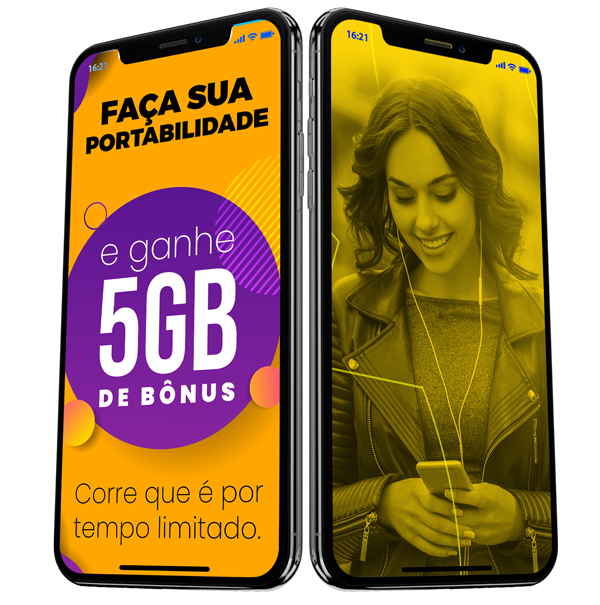 16:21
FAÇA SUA
PORTABILIDADE
e ganhe
5GB
DE BÔNUS
Corre que é por
tempo limitado.
16:21